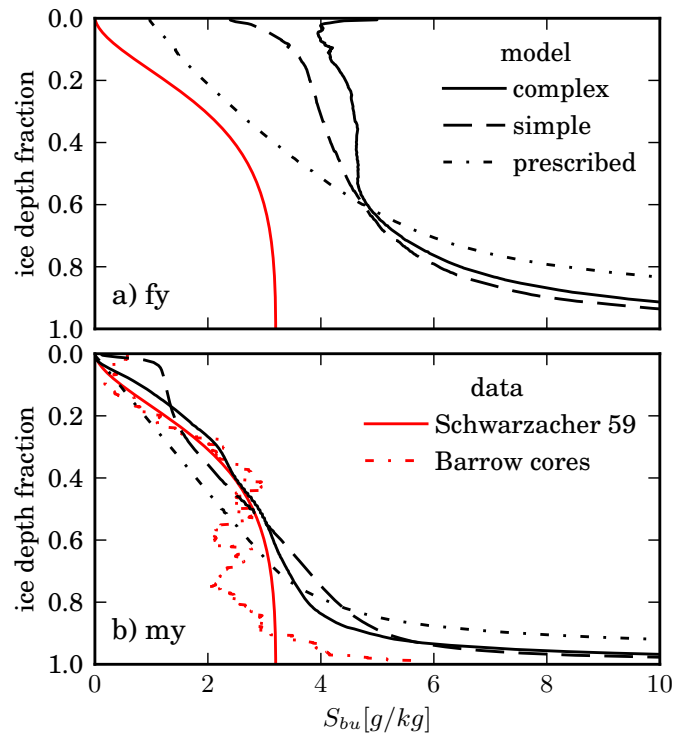 0.0
0.2
0.4
0.6
0.8
1.0
ice depth fraction
model
complex
simple
prescribed
a) fy
0.0
0.2
0.4
0.6
0.8
1.0
ice depth fraction
data
Schwarzacher 59
Barrow cores
b) my
0 2 4 6 8 10
S_{bu}[g/kg]